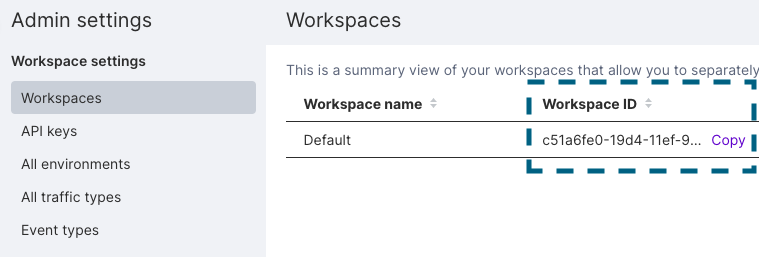 Admin settings
Workspace settings
Workspaces
API keys
All environments
All traffic types
Event types
Workspaces
This is a summary view of your workspaces that allow you to separately
Workspace name Workspace ID
Default c51a6fe0-19d4-11ef-9... Copy